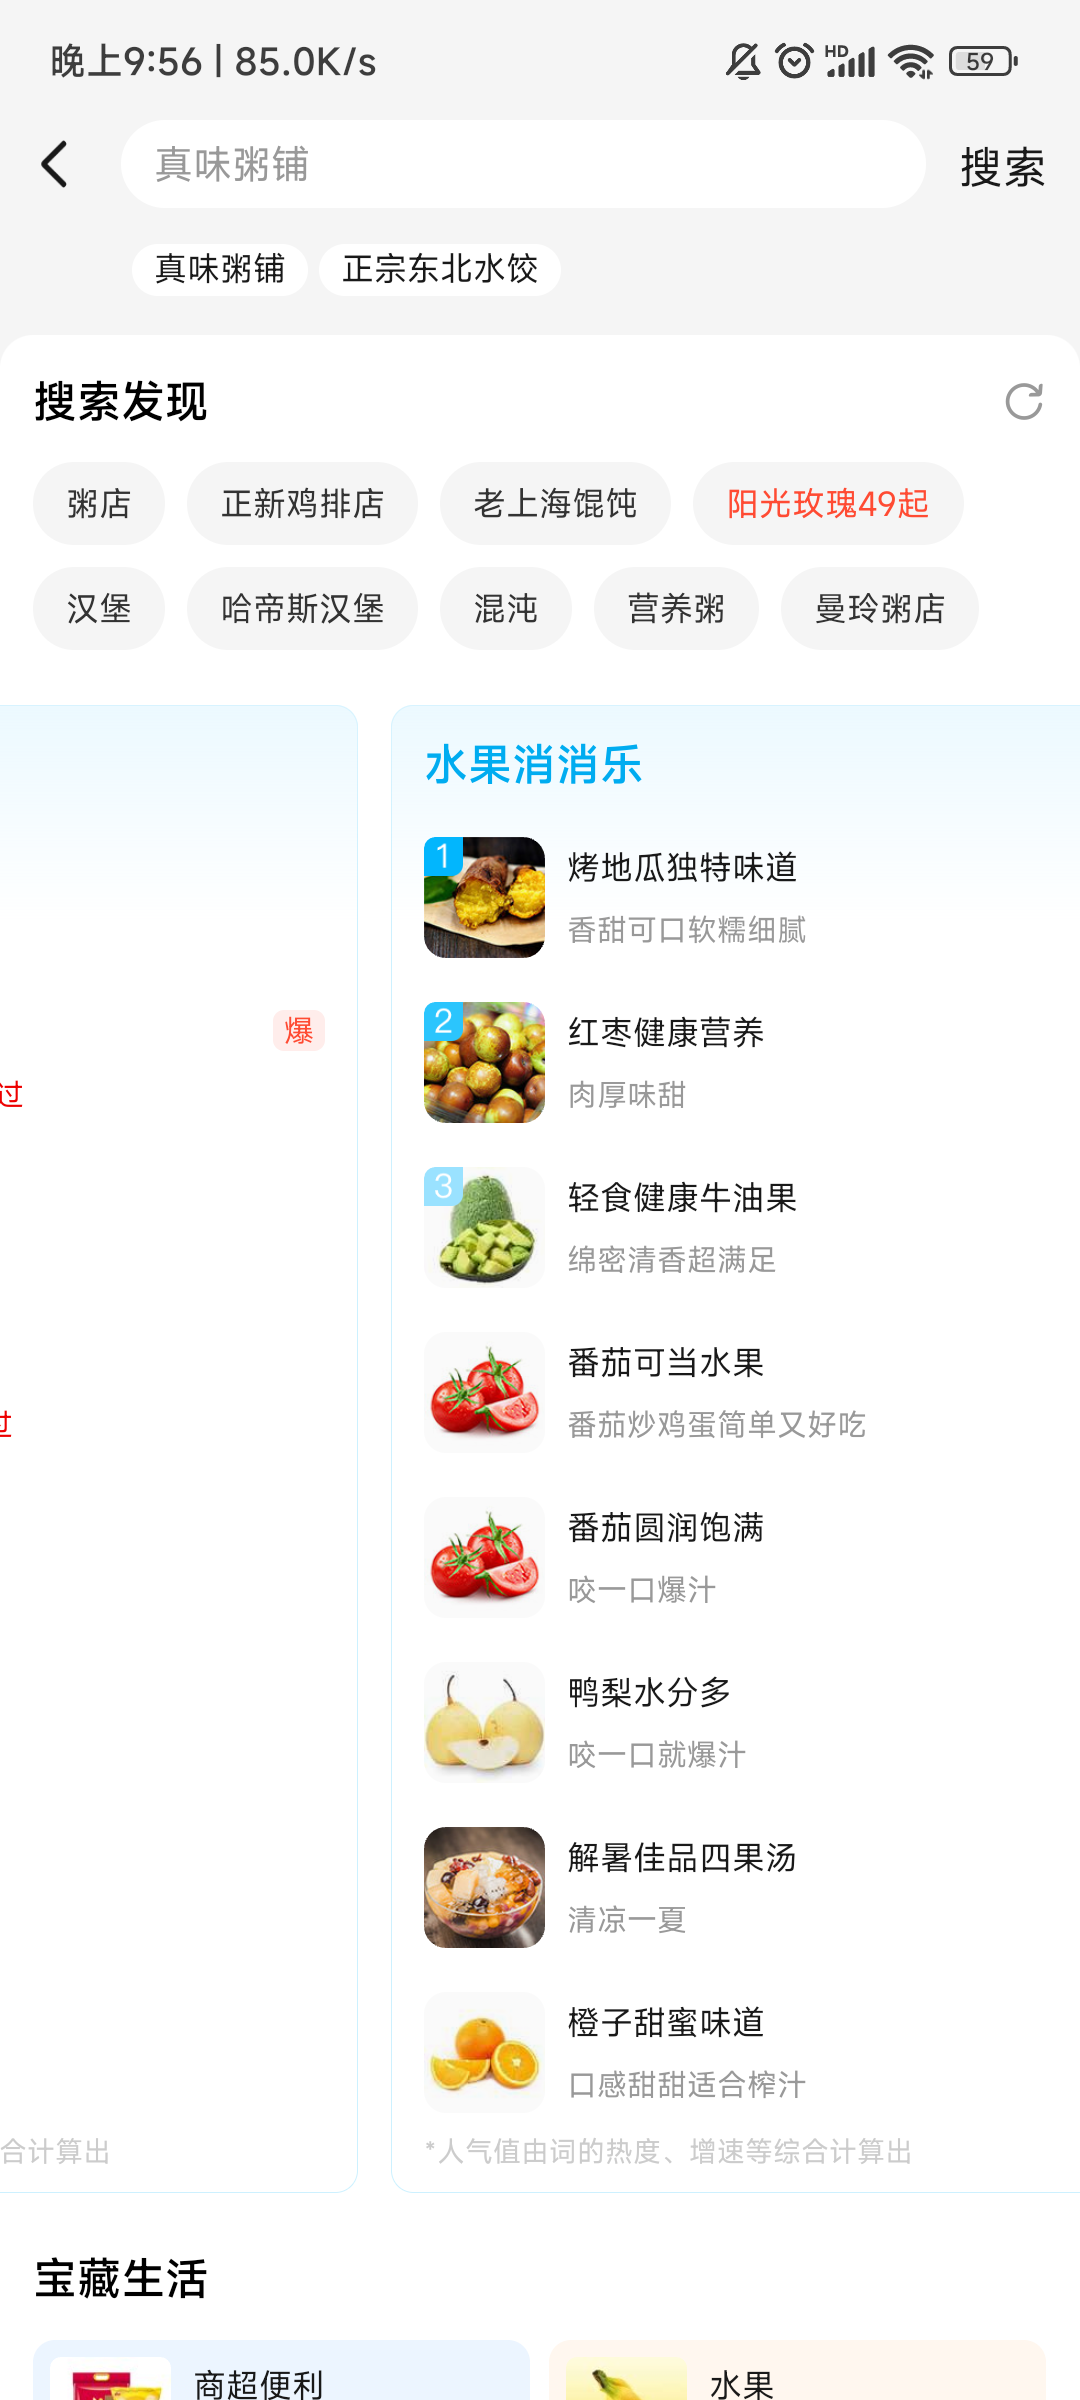 晚上9:56 | 85.0K/s
HD
59
真味粥铺
搜索
真味粥铺
正宗东北水饺
搜索发现
粥店
正新鸡排店
老上海馄饨
阳光玫瑰49起
汉堡
哈帝斯汉堡
混沌
营养粥
曼玲粥店
爆
过
过
合计算出
水果消消乐
1
烤地瓜独特味道
香甜可口软糯细腻
2
红枣健康营养
肉厚味甜
3
轻食健康牛油果
绵密清香超满足
番茄可当水果
番茄炒鸡蛋简单又好吃
番茄圆润饱满
咬一口爆汁
鸭梨水分多
咬一口就爆汁
解暑佳品四果汤
清凉一夏
橙子甜蜜味道
口感甜甜适合榨汁
*人气值由词的热度、增速等综合计算出
宝藏生活
商超便利
水果